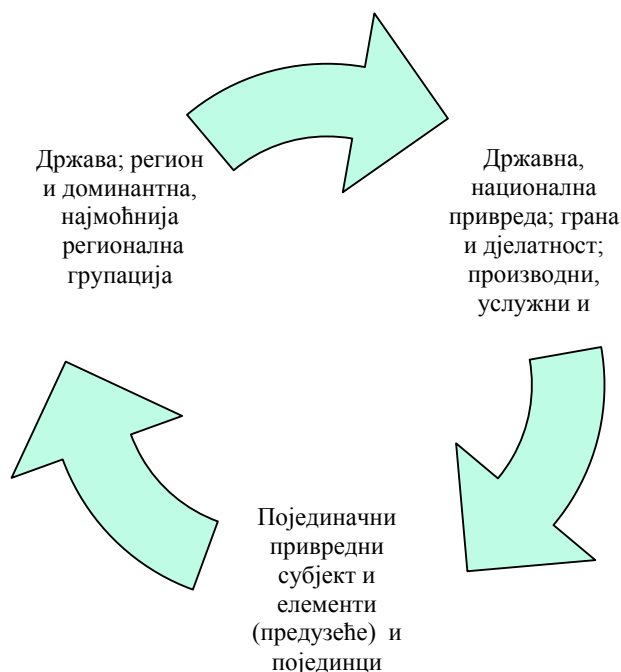 Држава; регион
и доминантна,
најмоћнија
регионална
групација
Државна,
национална
привреда; грана
и дјелатност;
производни,
услужни и
Појединачни
привредни
субјект и
елементи
(предузеће) и
појединци